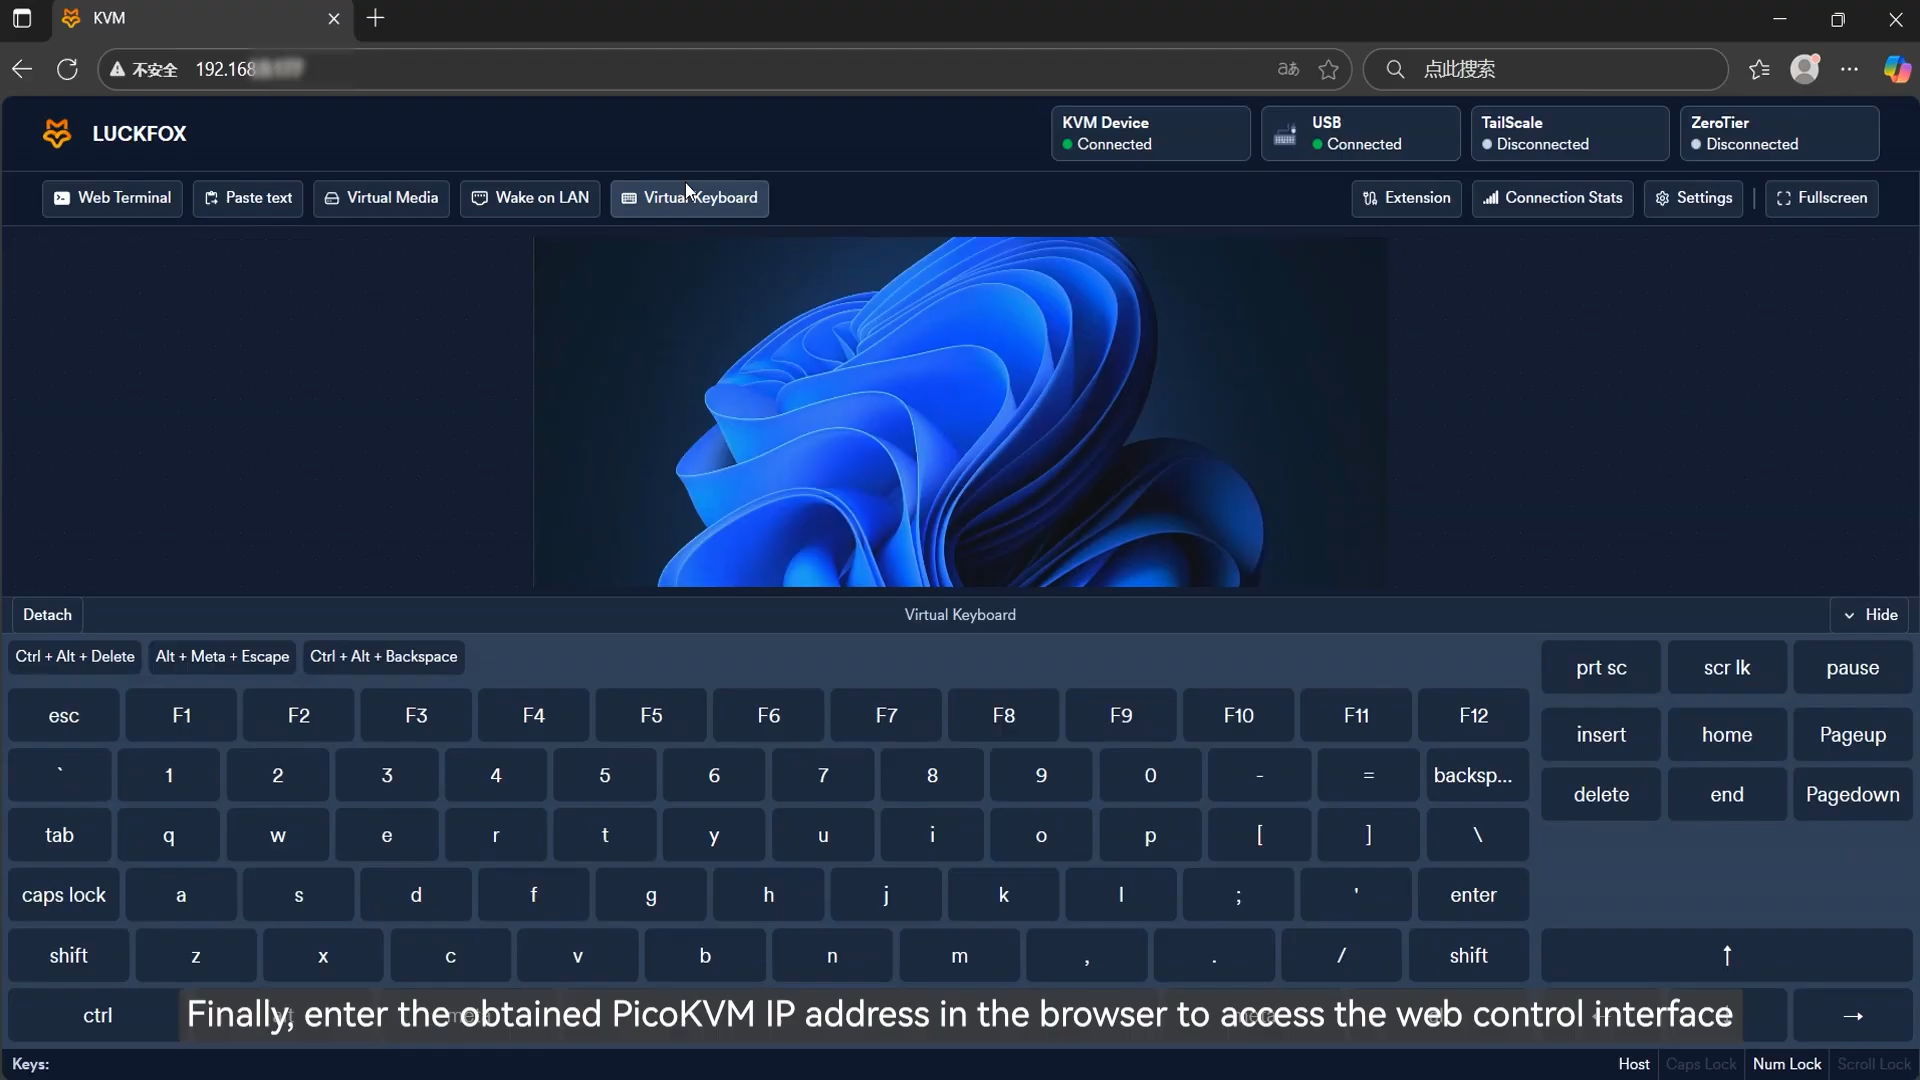 KVM
不安全 192.168
aあ
点此搜索
LUCKFOX
KVM Device
Connected
USB
Connected
TailScale
Disconnected
ZeroTier
Disconnected
Web Terminal
Paste text
Virtual Media
Wake on LAN
Virtual Keyboard
Extension
Connection Stats
Settings
Fullscreen
Detach
Virtual Keyboard
Hide
Ctrl + Alt + Delete
Alt + Meta + Escape
Ctrl + Alt + Backspace
prt sc scr lk pause
esc F1 F2 F3 F4 F5 F6 F7 F8 F9 F10 F11 F12
insert home Pageup
` 1 2 3 4 5 6 7 8 9 0 - = backsp...
delete end Pagedown
tab q w e r t y u i o p [ ] \
caps lock a s d f g h j k l ; ' enter
shift z x c v b n m , . / shift ↑
ctrl →
Finally, enter the obtained PicoKVM IP address in the browser to access the web control interface
Keys:
Host Caps Lock Num Lock Scroll Lock